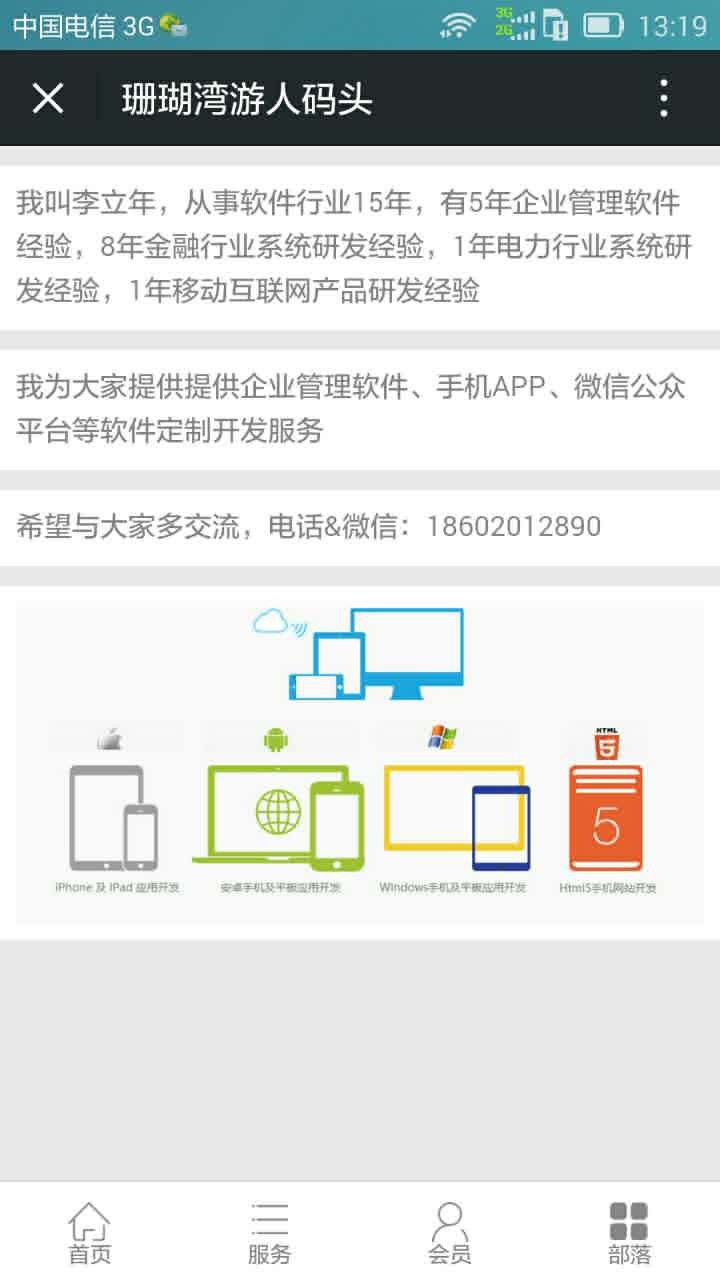 中国电信 3G
3G
2G
13:19
珊瑚湾游人码头
我叫李立年，从事软件行业15年，有5年企业管理软件
经验，8年金融行业系统研发经验，1年电力行业系统研
发经验，1年移动互联网产品研发经验
我为大家提供提供企业管理软件、手机APP、微信公众
平台等软件定制开发服务
希望与大家多交流，电话&微信：18602012890
HTML
5
5
iPhone 及 IPad 应用开发
安卓手机及平板应用开发
Windows手机及平板应用开发
Html5手机网站开发
首页
服务
会员
部落